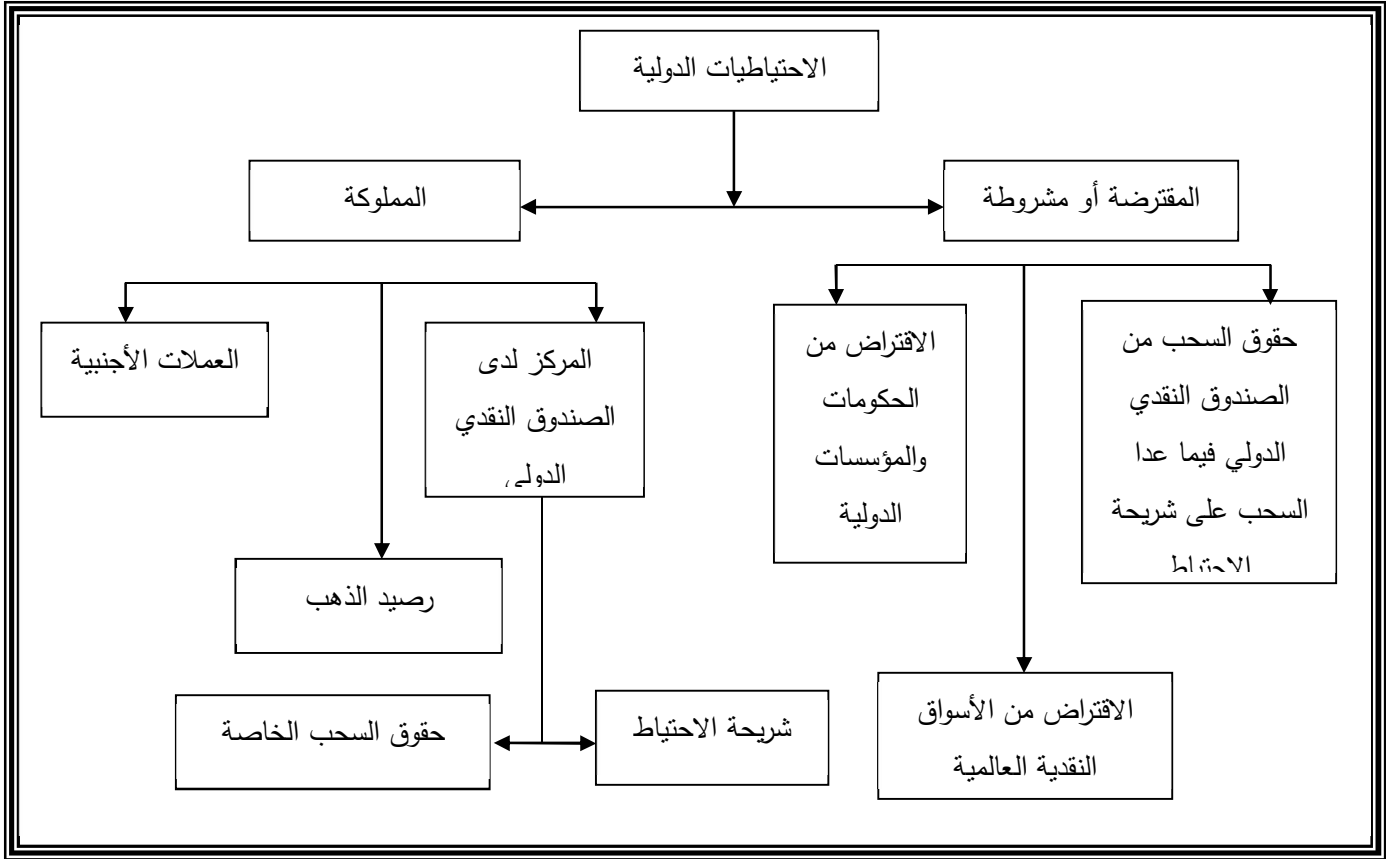 الاحتياطيات الدولية
المقترضة أو مشروطة
المملوكة
حقوق السحب من
الصندوق النقدي
الدولي فيما عدا
السحب على شريحة
الاحتياط
الاقتراض من
الحكومات
والمؤسسات
الدولية
المركز لدى
الصندوق النقدي
الدولي
العملات الأجنبية
رصيد الذهب
الاقتراض من الأسواق
النقدية العالمية
شريحة الاحتياط
حقوق السحب الخاصة